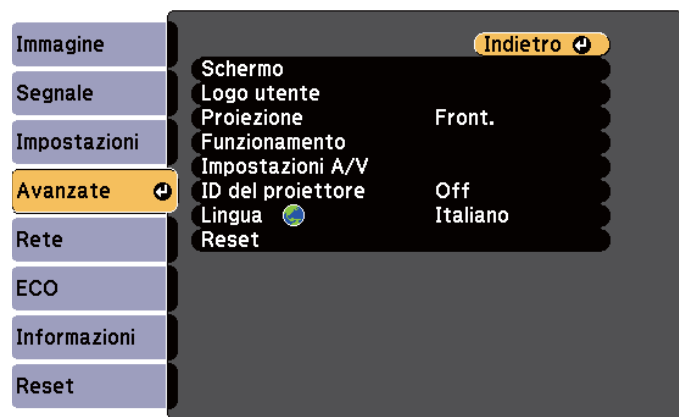 Immagine
Segnale
Impostazioni
Avanzate
Rete
ECO
Informazioni
Reset
Indietro
Schermo
Logo utente
Proiezione Front.
Funzionamento
Impostazioni A/V
ID del proiettore Off
Lingua Italiano
Reset